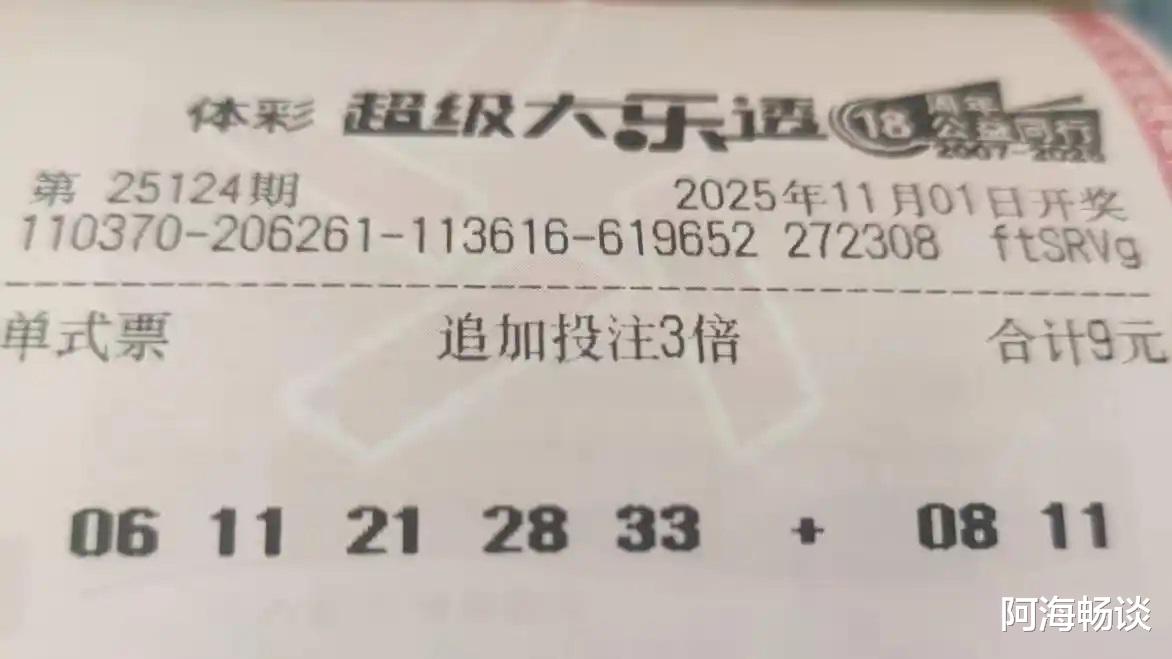 体彩 超级大乐透 18周年 公益同行 2007-202
第 25124期 2025年11月01日开奖
110370-206261-113616-619652 272308 ftSRVg
单式票 追加投注3倍 合计9元
06 11 21 28 33 + 08 11
阿海畅谈